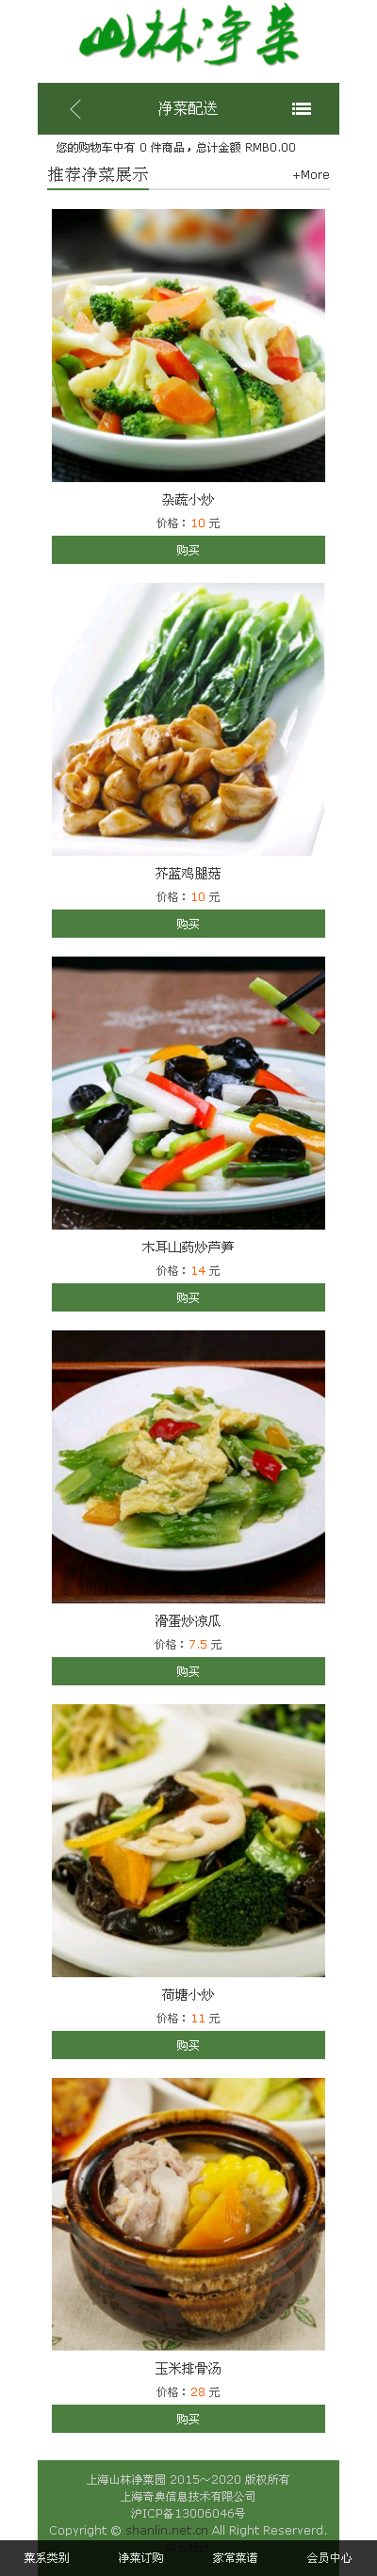 山林净菜
净菜配送
您的购物车中有 0 件商品，总计金额 RMB0.00
推荐净菜展示 +More
杂蔬小炒
价格：10 元
购买
芥蓝鸡腿菇
价格：10 元
购买
木耳山药炒芦笋
价格：14 元
购买
滑蛋炒凉瓜
价格：7.5 元
购买
荷塘小炒
价格：11 元
购买
玉米排骨汤
价格：28 元
购买
上海山林净菜园 2015～2020 版权所有
上海奇典信息技术有限公司
沪ICP备13006046号
Copyright © shanlin.net.cn All Right Reserverd.
菜系类别 净菜订购 家常菜谱 会员中心